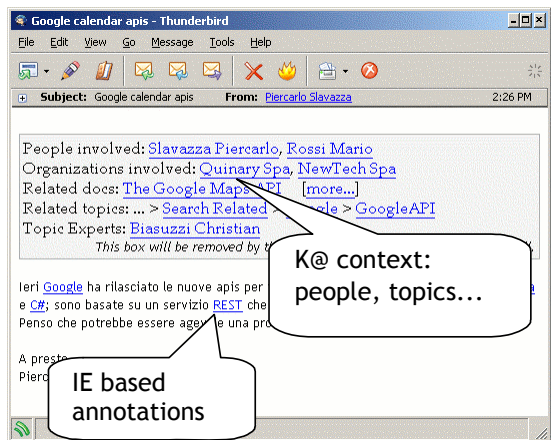 Google calendar apis - Thunderbird
File Edit View Go Message Tools Help
Subject: Google calendar apis From: Piercarlo Slavazza 2:26 PM
People involved: Slavazza Piercarlo, Rossi Mario
Organizations involved: Quinary Spa, NewTech Spa
Related docs: The Google Maps API [more...]
Related topics: ... > Search Related > > GoogleAPI
Topic Experts: Biasuzzi Christian
This box will be removed by
K@ context:
people, topics...
Ieri Google ha rilasciato le nuove apis per
e C#; sono basate su un servizio REST che
Penso che potrebbe essere una
A presto
IE based
annotations